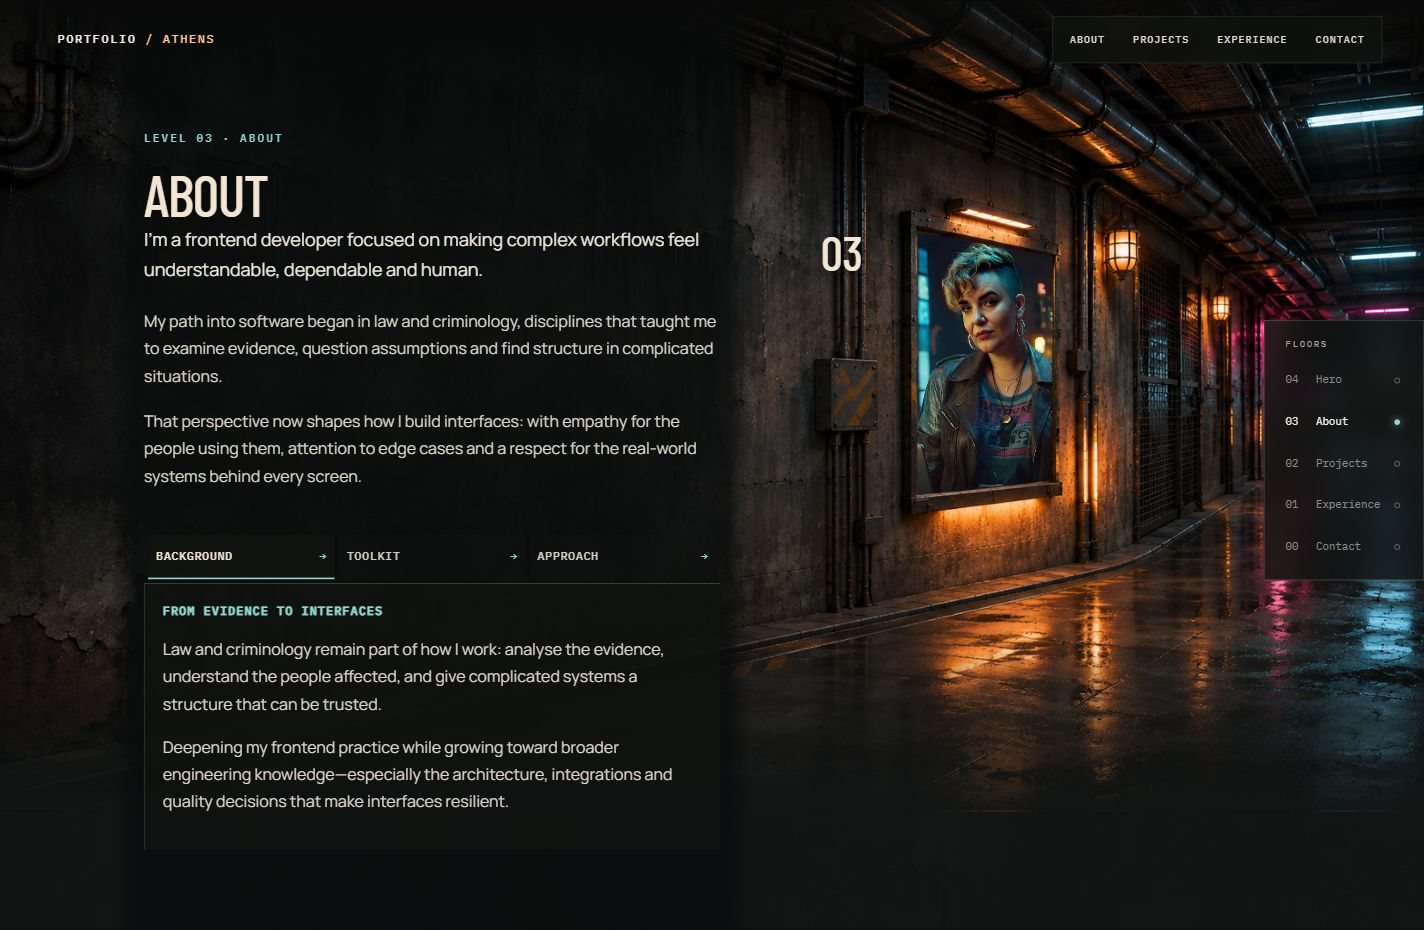 PORTFOLIO / ATHENS
ABOUT PROJECTS EXPERIENCE CONTACT
LEVEL 03 · ABOUT
ABOUT
I'm a frontend developer focused on making complex workflows feel
understandable, dependable and human.
My path into software began in law and criminology, disciplines that taught me
to examine evidence, question assumptions and find structure in complicated
situations.
That perspective now shapes how I build interfaces: with empathy for the
people using them, attention to edge cases and a respect for the real-world
systems behind every screen.
BACKGROUND → TOOLKIT → APPROACH →
FROM EVIDENCE TO INTERFACES
Law and criminology remain part of how I work: analyse the evidence,
understand the people affected, and give complicated systems a
structure that can be trusted.
Deepening my frontend practice while growing toward broader
engineering knowledge—especially the architecture, integrations and
quality decisions that make interfaces resilient.
03
FLOORS
04 Hero
03 About
02 Projects
01 Experience
00 Contact